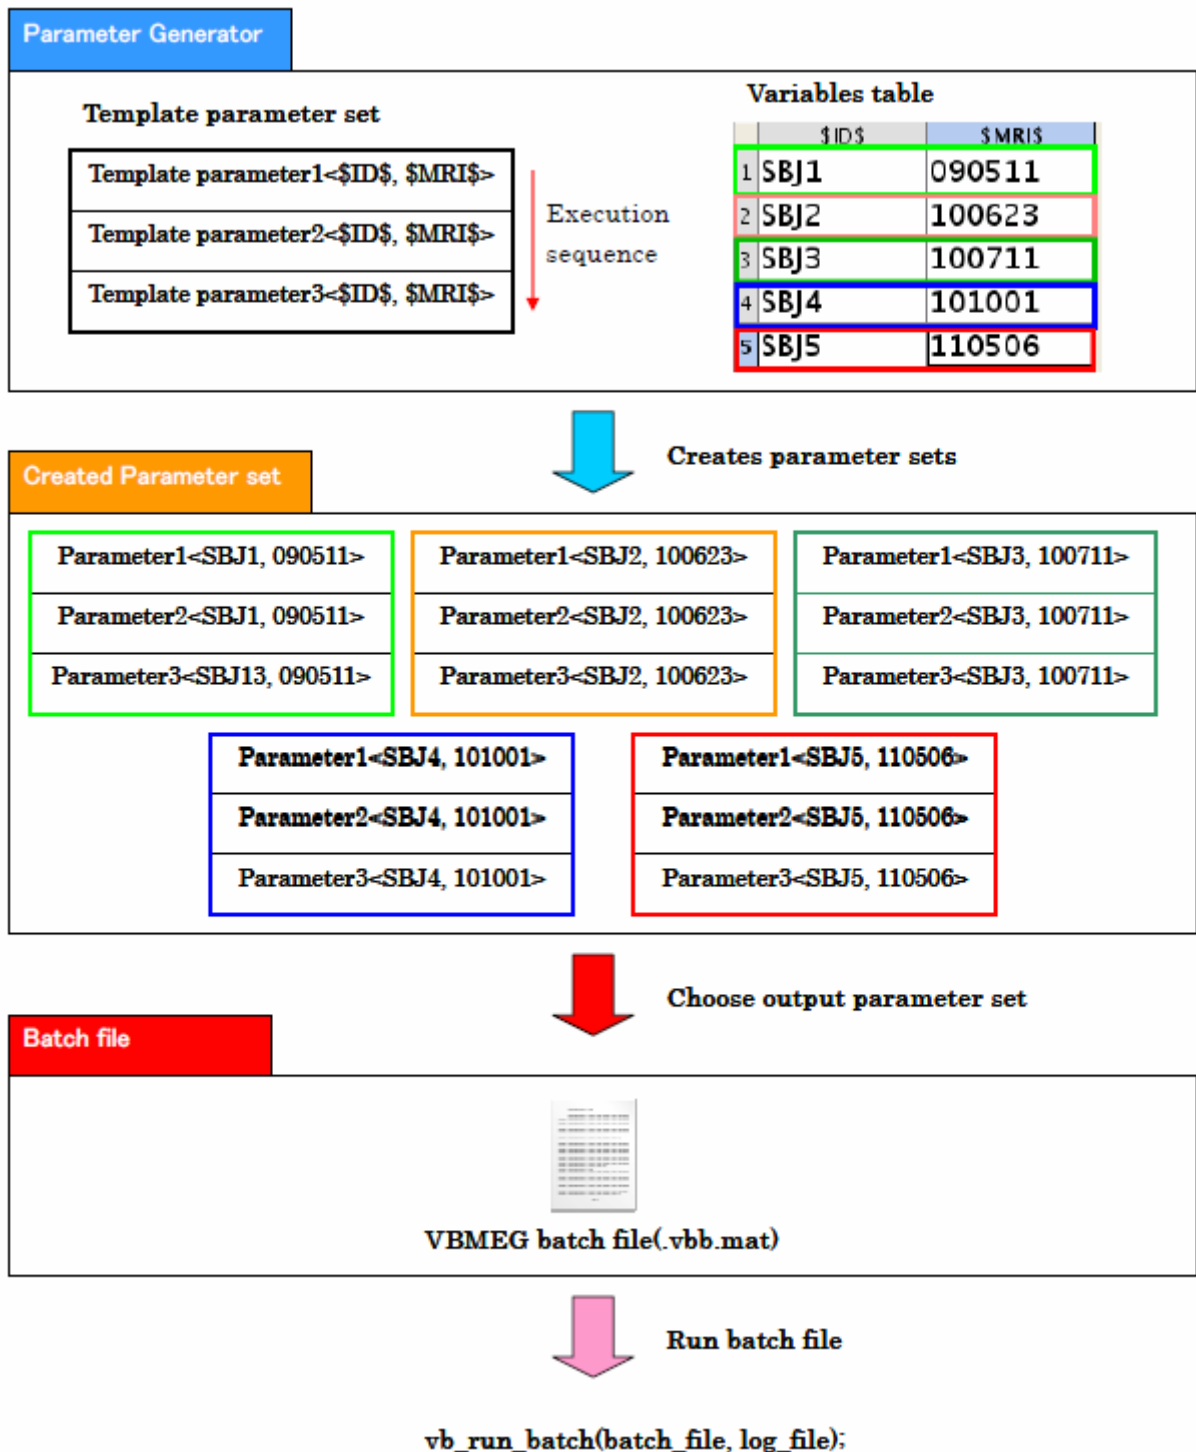 Parameter Generator
Template parameter set
Template parameter1<$ID$, $MRI$>
Template parameter2<$ID$, $MRI$>
Template parameter3<$ID$, $MRI$>
Execution
sequence
Variables table
$ID$ $MRI$
1 SBJ1 090511
2 SBJ2 100623
3 SBJ3 100711
4 SBJ4 101001
5 SBJ5 110506
Creates parameter sets
Created Parameter set
Parameter1<SBJ1, 090511>
Parameter2<SBJ1, 090511>
Parameter3<SBJ13, 090511>
Parameter1<SBJ2, 100623>
Parameter2<SBJ2, 100623>
Parameter3<SBJ2, 100623>
Parameter1<SBJ3, 100711>
Parameter2<SBJ3, 100711>
Parameter3<SBJ3, 100711>
Parameter1<SBJ4, 101001>
Parameter2<SBJ4, 101001>
Parameter3<SBJ4, 101001>
Parameter1<SBJ5, 110506>
Parameter2<SBJ5, 110506>
Parameter3<SBJ5, 110506>
Choose output parameter set
Batch file
VBMEG batch file(.vbb.mat)
Run batch file
vb_run_batch(batch_file, log_file);